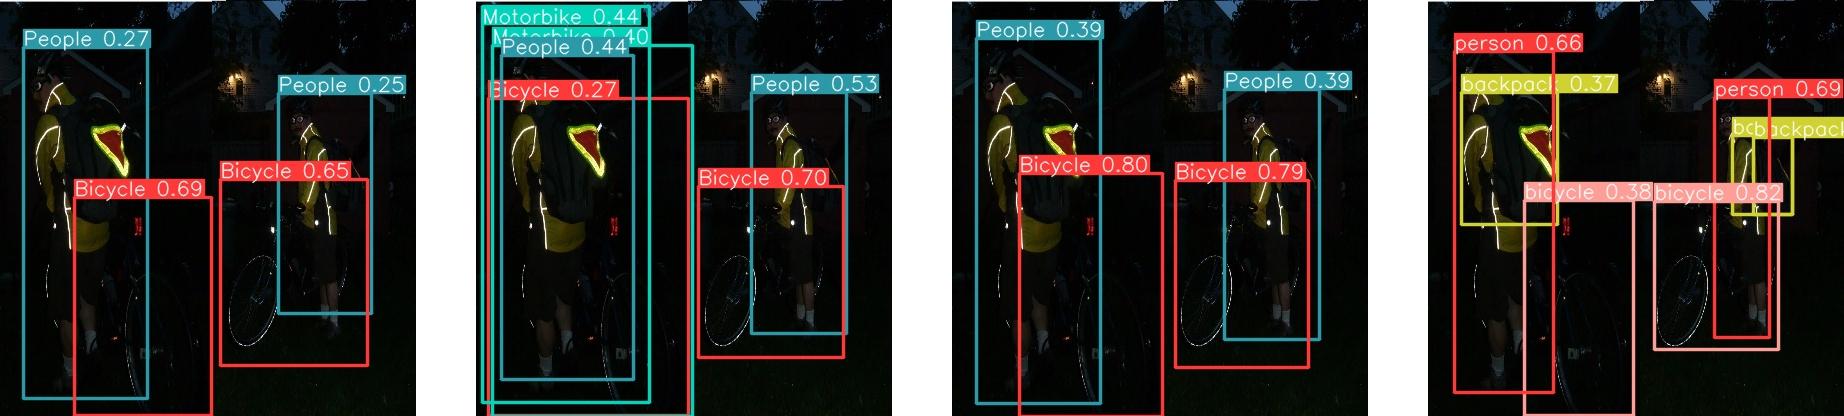 People 0.27
People 0.25
Bicycle 0.65
Bicycle 0.69
Motorbike 0.44
Motorbike 0.40
People 0.44
People 0.53
Bicycle 0.27
Bicycle 0.70
People 0.39
People 0.39
Bicycle 0.80
Bicycle 0.79
person 0.66
backpack 0.37
person 0.69
backpack
bicycle 0.38
bicycle 0.82